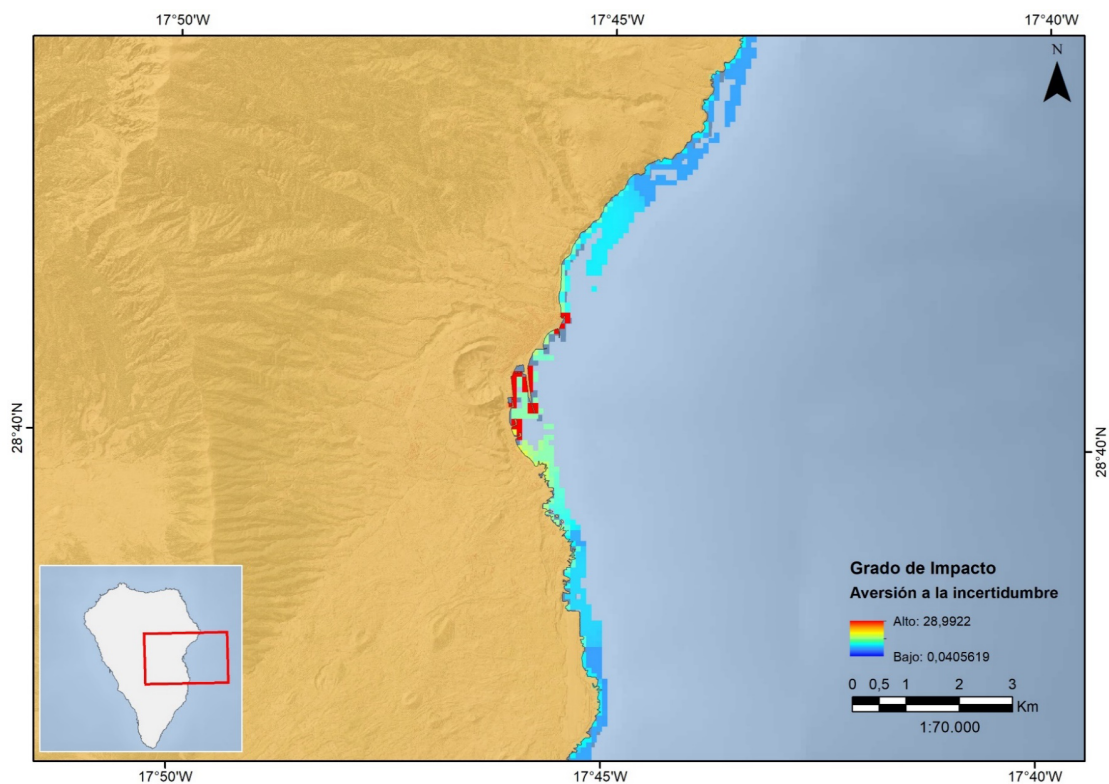 17°50'W 17°45'W 17°40'W
N
28°40'N 28°40'N
Grado de Impacto
Aversión a la incertidumbre
Alto: 28,9922
Bajo: 0,0405619
0 0,5 1 2 3
Km
1:70.000
17°50'W 17°45'W 17°40'W